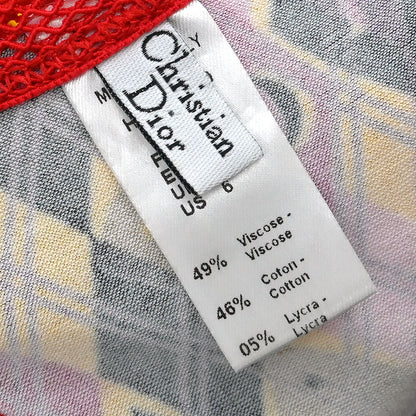 Christian
Dior
Y
US 6
49% Viscose -
Viscose
46% Coton -
Cotton
05% Lycra -
Lycra